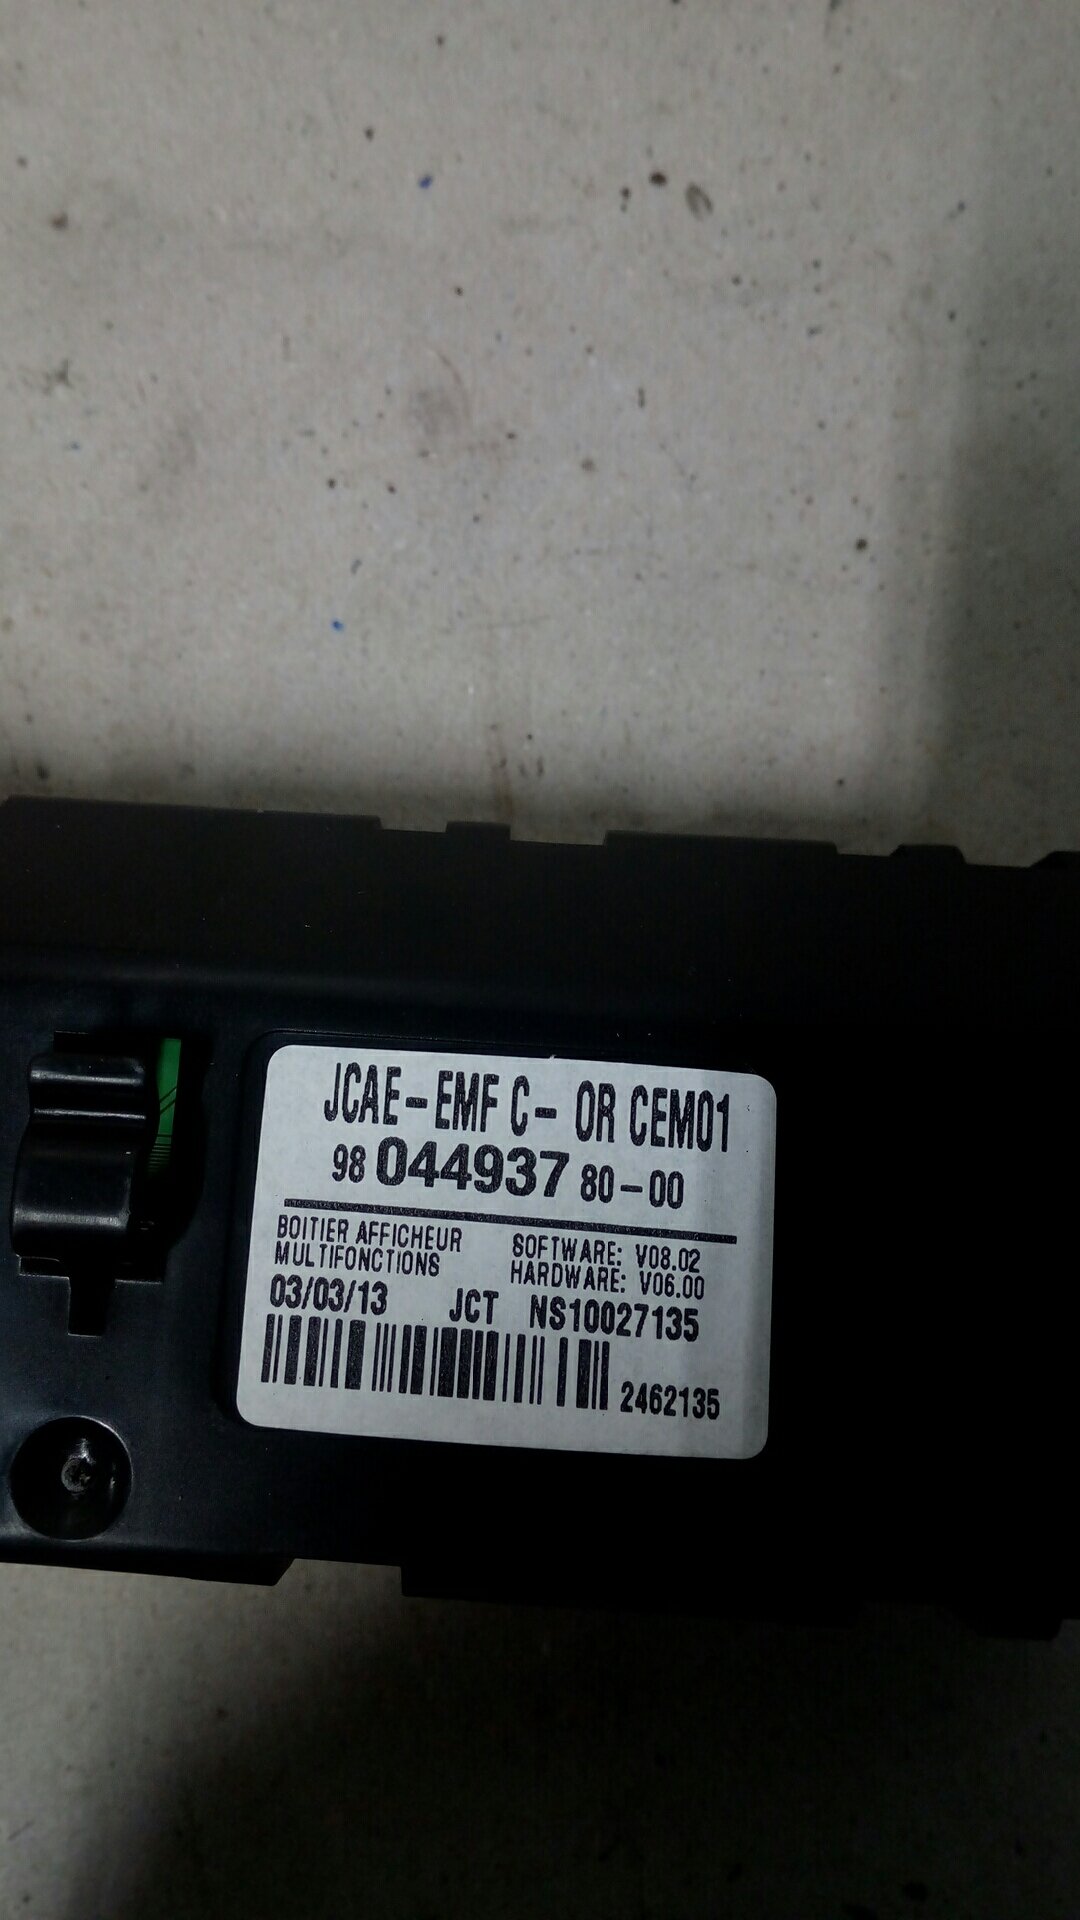 JCAE-EMF C- OR CEM01
98 044937 80-00
BOITIER AFFICHEUR
MULTIFONCTIONS
SOFTWARE: V08.02
HARDWARE: V06.00
03/03/13 JCT NS10027135
2462135